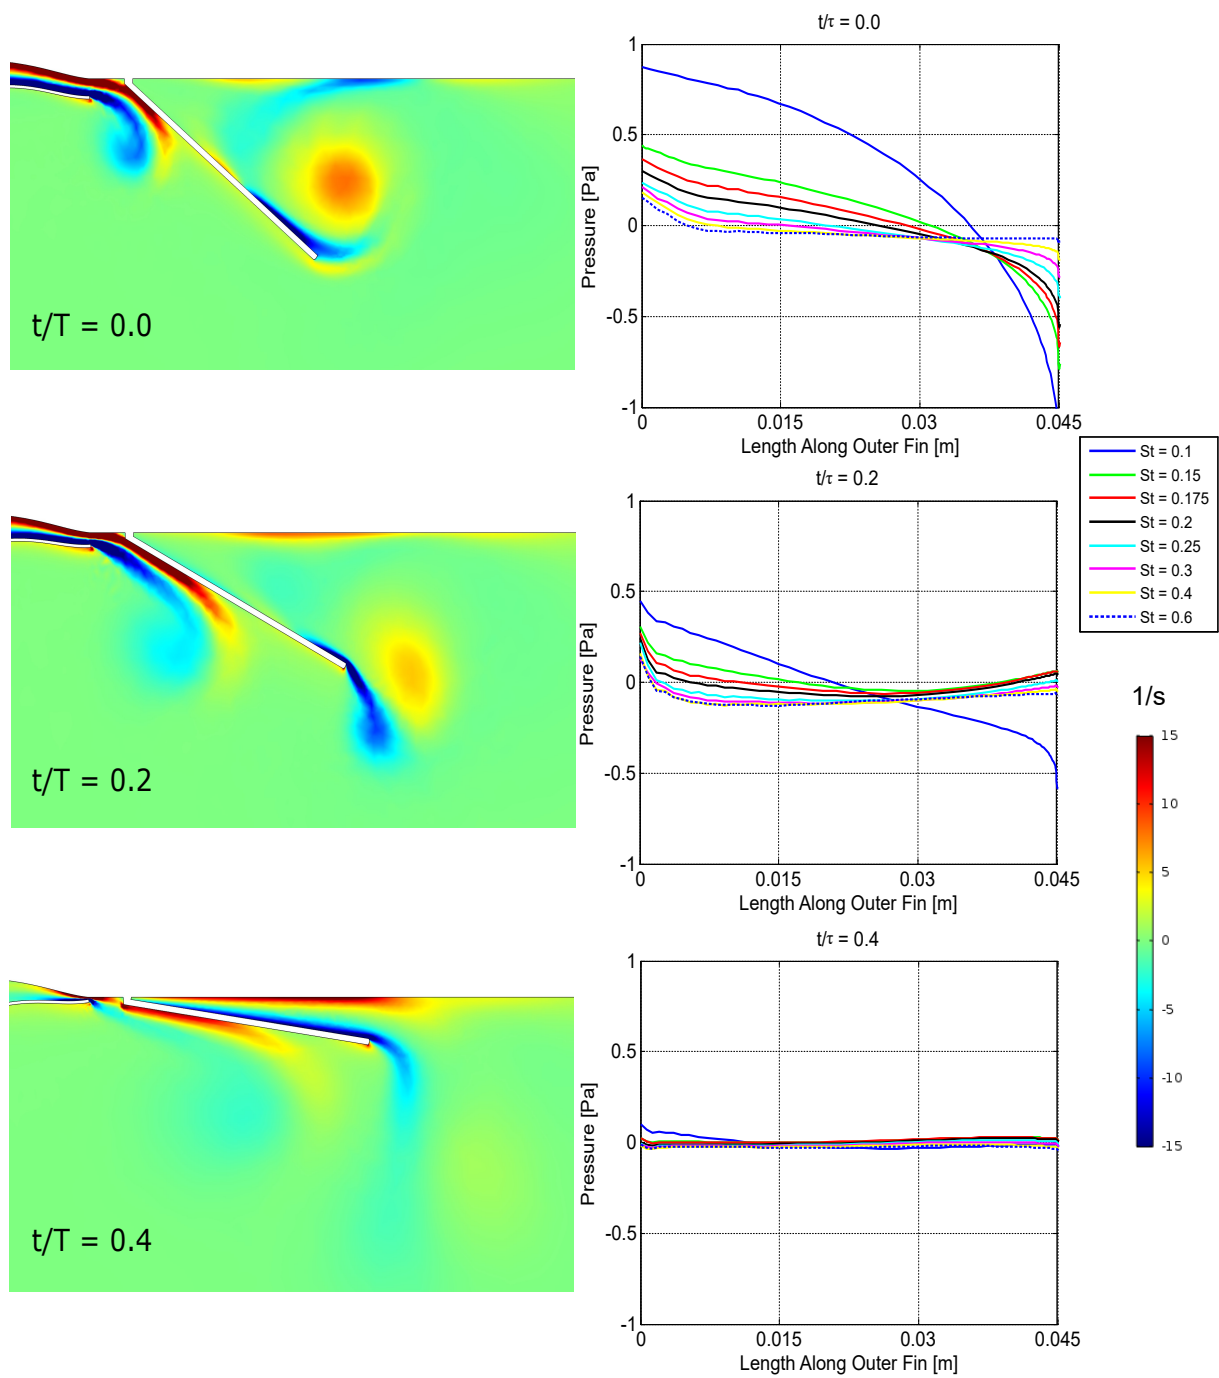 t/τ = 0.0
1
0.5
0
-0.5
-1
Pressure [Pa]
0 0.015 0.03 0.045
Length Along Outer Fin [m]
t/T = 0.0
St = 0.1
St = 0.15
St = 0.175
St = 0.2
St = 0.25
St = 0.3
St = 0.4
St = 0.6
t/τ = 0.2
1
0.5
0
-0.5
-1
Pressure [Pa]
0 0.015 0.03 0.045
Length Along Outer Fin [m]
t/T = 0.2
1/s
15
10
5
0
-5
-10
-15
t/τ = 0.4
1
0.5
0
-0.5
-1
Pressure [Pa]
0 0.015 0.03 0.045
Length Along Outer Fin [m]
t/T = 0.4